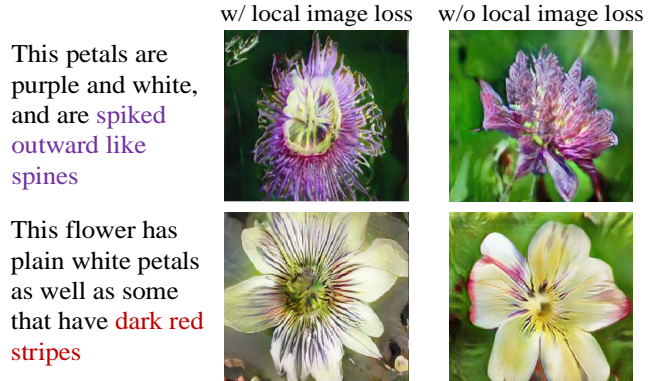 w/ local image loss
w/o local image loss
This petals are
purple and white,
and are spiked
outward like
spines
This flower has
plain white petals
as well as some
that have dark red
stripes